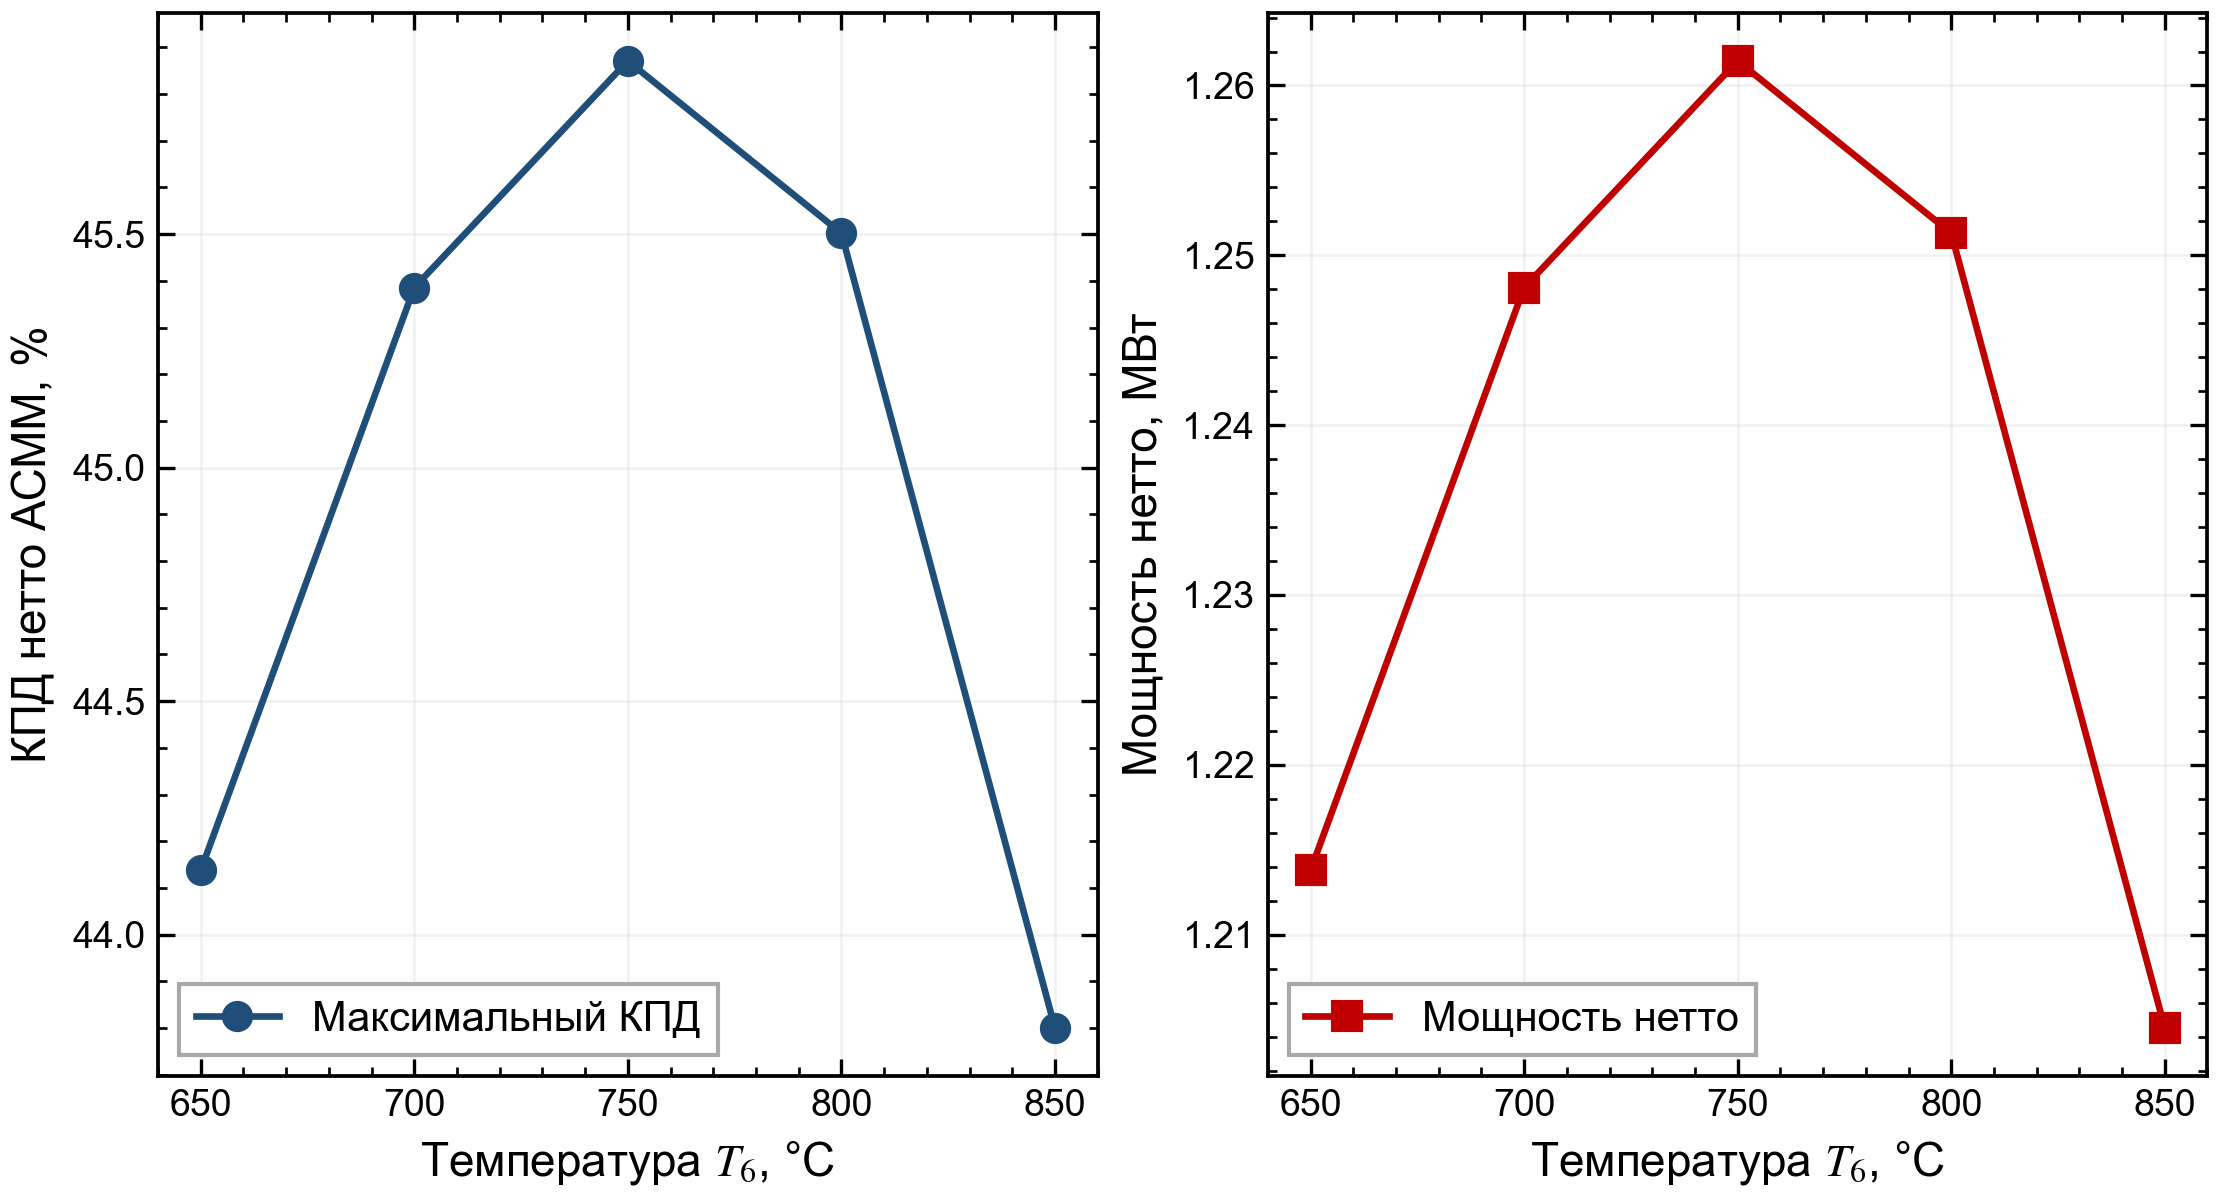 КПД нетто АСММ, %
45.5
45.0
44.5
44.0
Максимальный КПД
650 700 750 800 850
Температура T₆, °C
Мощность нетто, МВт
1.26
1.25
1.24
1.23
1.22
1.21
Мощность нетто
650 700 750 800 850
Температура T₆, °C